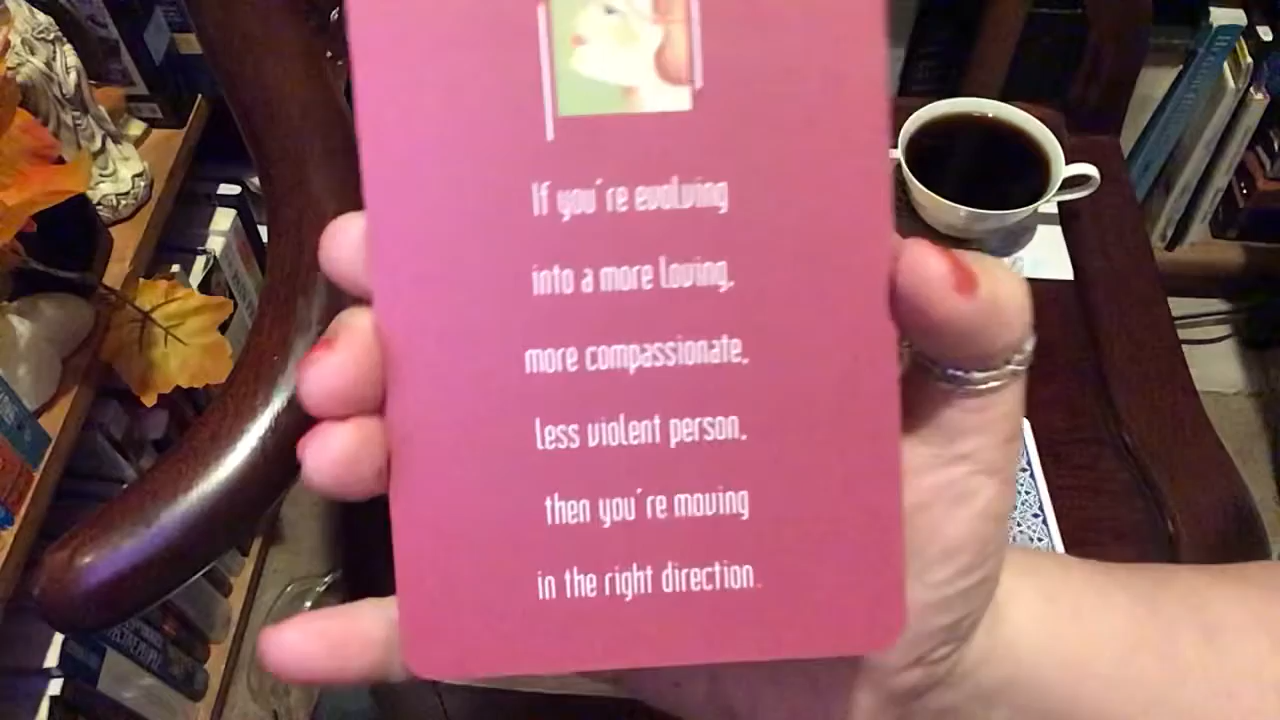 If you're evolving
into a more loving,
more compassionate,
less violent person,
then you're moving
in the right direction.